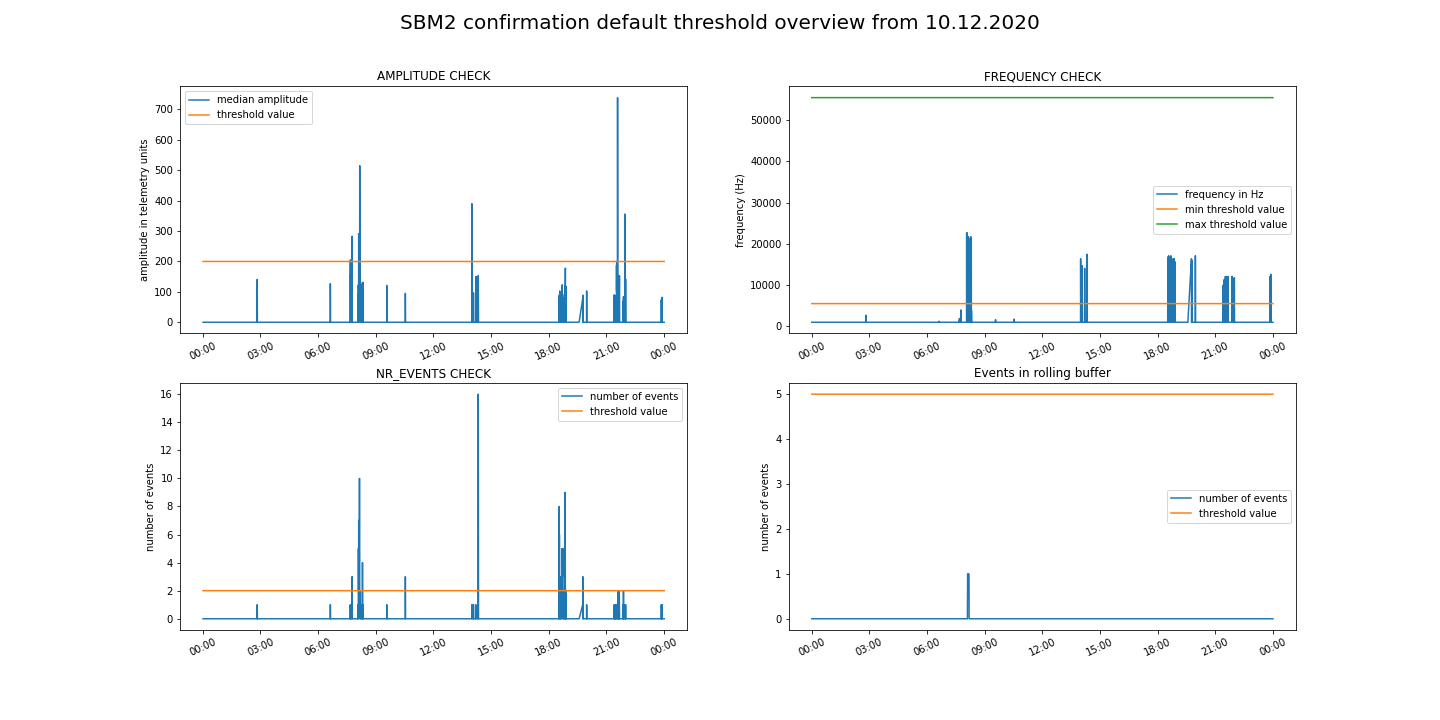 SBM2 confirmation default threshold overview from 10.12.2020
AMPLITUDE CHECK
median amplitude
threshold value
amplitude in telemetry units
700
600
500
400
300
200
100
0
00:00 03:00 06:00 09:00 12:00 15:00 18:00 21:00 00:00
FREQUENCY CHECK
frequency in Hz
min threshold value
max threshold value
frequency (Hz)
50000
40000
30000
20000
10000
0
00:00 03:00 06:00 09:00 12:00 15:00 18:00 21:00 00:00
NR_EVENTS CHECK
number of events
threshold value
number of events
16
14
12
10
8
6
4
2
0
00:00 03:00 06:00 09:00 12:00 15:00 18:00 21:00 00:00
Events in rolling buffer
number of events
threshold value
number of events
5
4
3
2
1
0
00:00 03:00 06:00 09:00 12:00 15:00 18:00 21:00 00:00